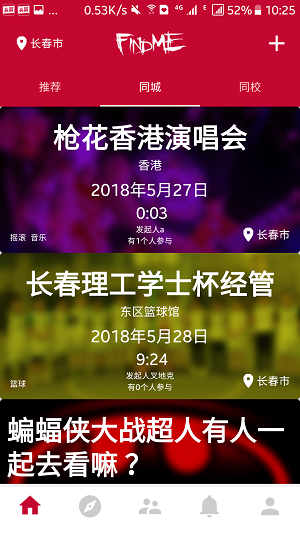 0.53K/s 4G 52% 10:25
长春市 FINDME +
推荐 同城 同校
枪花香港演唱会
香港
2018年5月27日
0:03
发起人a
有1个人参与
摇滚 音乐 长春市
长春理工学士杯经管
东区篮球馆
2018年5月28日
9:24
发起人叉地克
有0个人参与
篮球 长春市
蝙蝠侠大战超人有人一
起去看嘛？